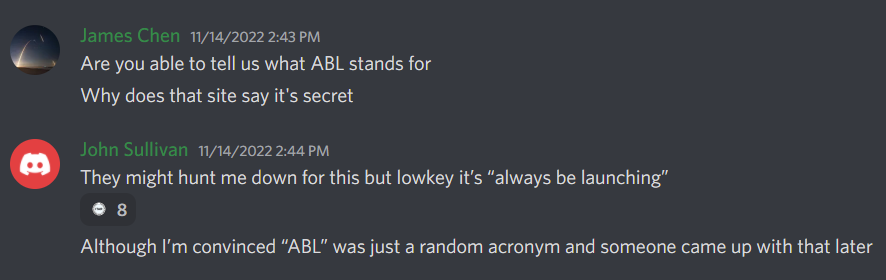 James Chen 11/14/2022 2:43 PM
Are you able to tell us what ABL stands for
Why does that site say it's secret
John Sullivan 11/14/2022 2:44 PM
They might hunt me down for this but lowkey it’s “always be launching”
8
Although I’m convinced “ABL” was just a random acronym and someone came up with that later